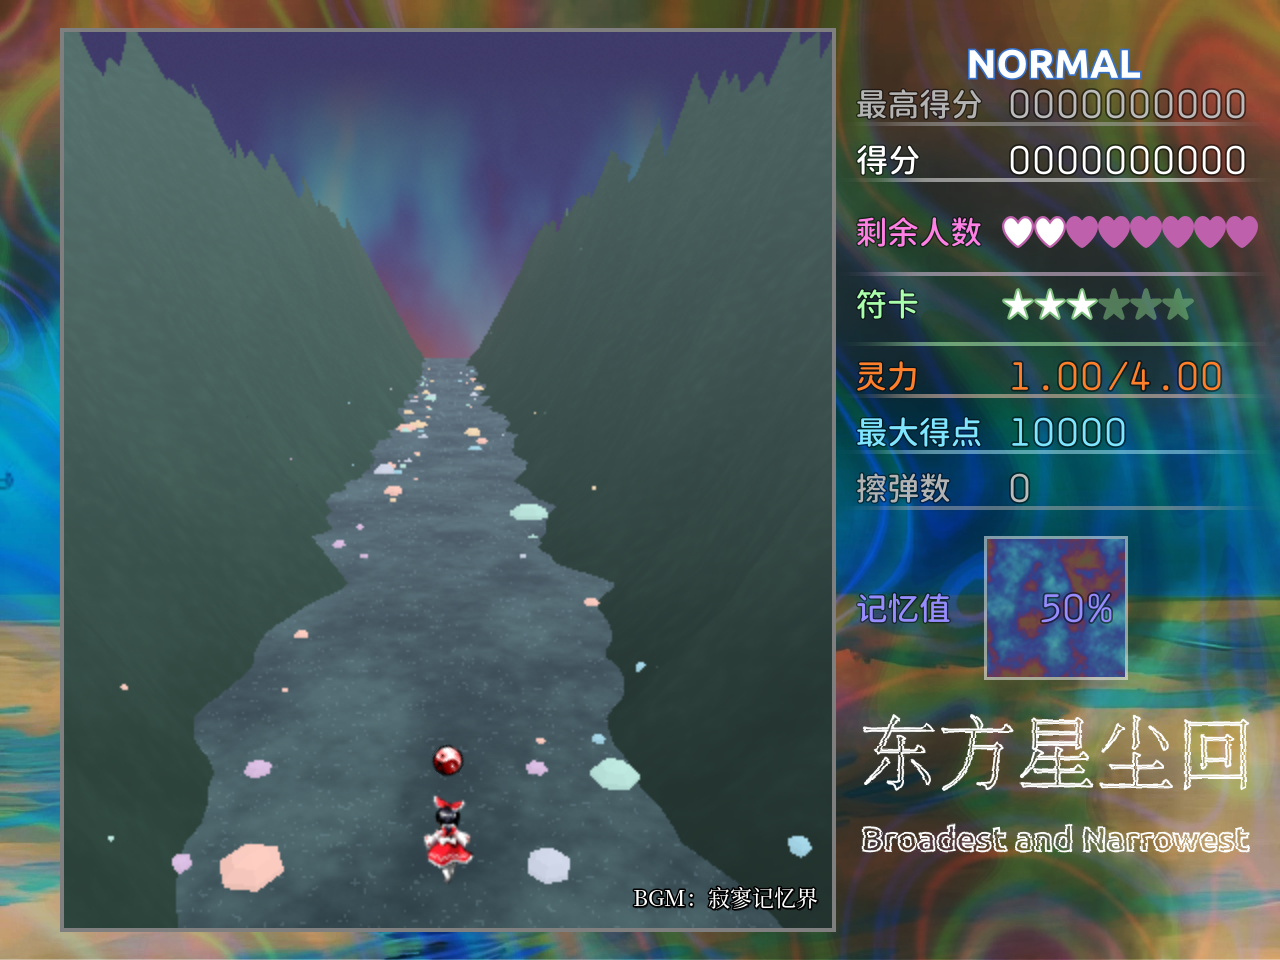 NORMAL
最高得分 0000000000
得分 0000000000
剩余人数
符卡
灵力 1.00/4.00
最大得点 10000
擦弹数 0
记忆值 50%
东方星尘回
Broadest and Narrowest
BGM：寂寥记忆界